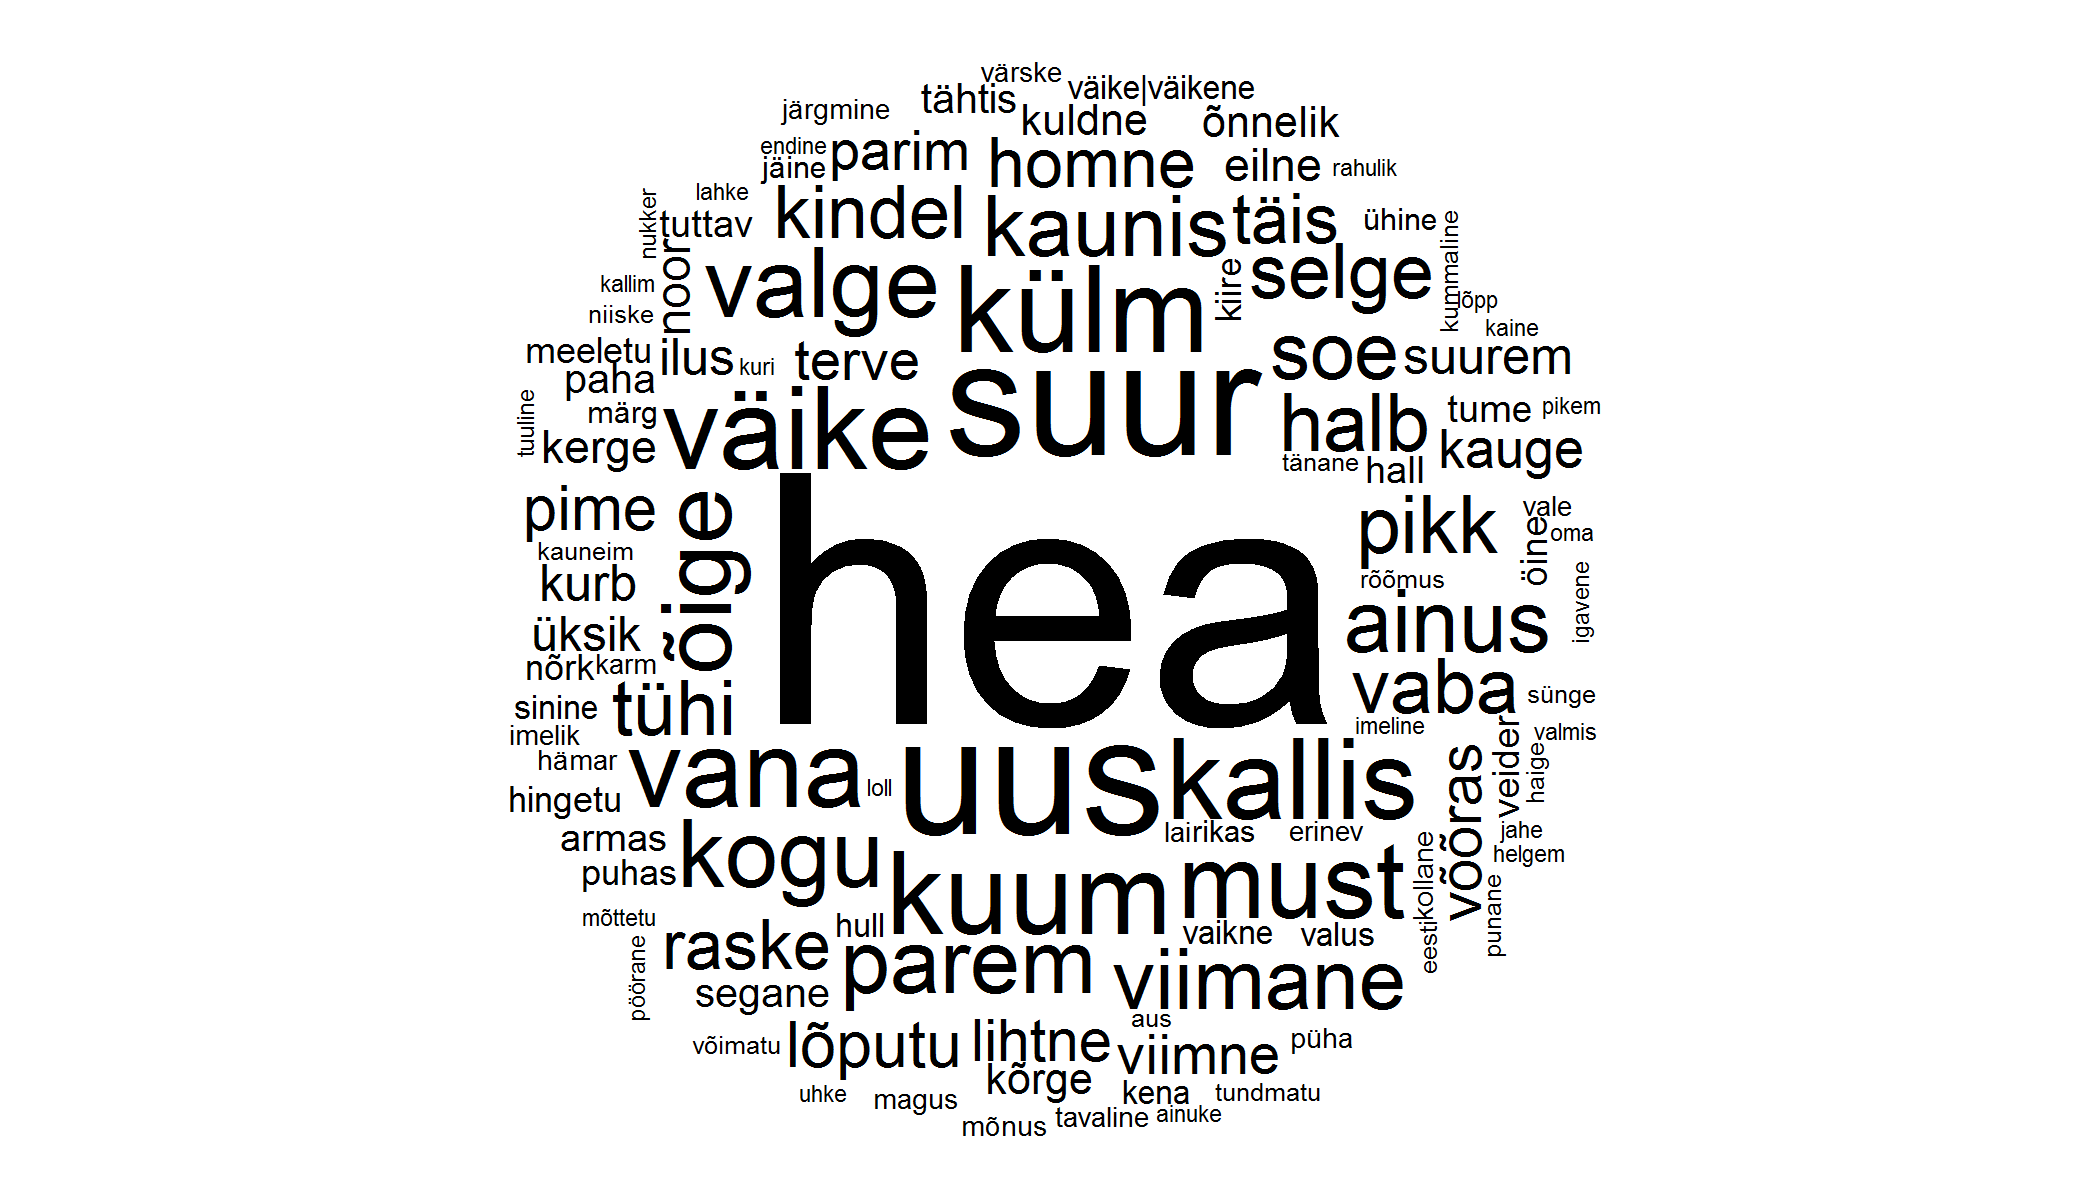 värske
väike|väikene
tähtis
järgmine
kuldne
õnnelik
endine
parim
homne
eilne
rahulik
jäine
lahke
kindel
kaunis
täis
ühine
nukker
tuttav
kummaline
noor
valge
külm
kiire
selge
kallim
lõpp
niiske
kaine
meeletu
ilus
kuri
terve
soe
suurem
paha
suur
tuuline
märg
väike
halb
tume
pikem
kerge
tänane
hall
kauge
pime
õige
hea
pikk
vale
öine
oma
kauneim
kurb
rõõmus
igavene
üksik
ainus
nõrk
karm
vaba
sünge
sinine
tühi
imeline
valmis
imelik
veider
hämar
vana
loll
uus
kallis
võõras
haige
hingetu
armas
lairikas
erinev
jahe
puhas
kogu
kuum
must
kollane
helgem
mõttetu
hull
vaikne
valus
eesti
punane
raske
parem
viimane
pöörane
segane
aus
võimatu
lõputu
lihtne
viimne
püha
kõrge
uhke
magus
kena
tundmatu
mõnus
tavaline
ainuke